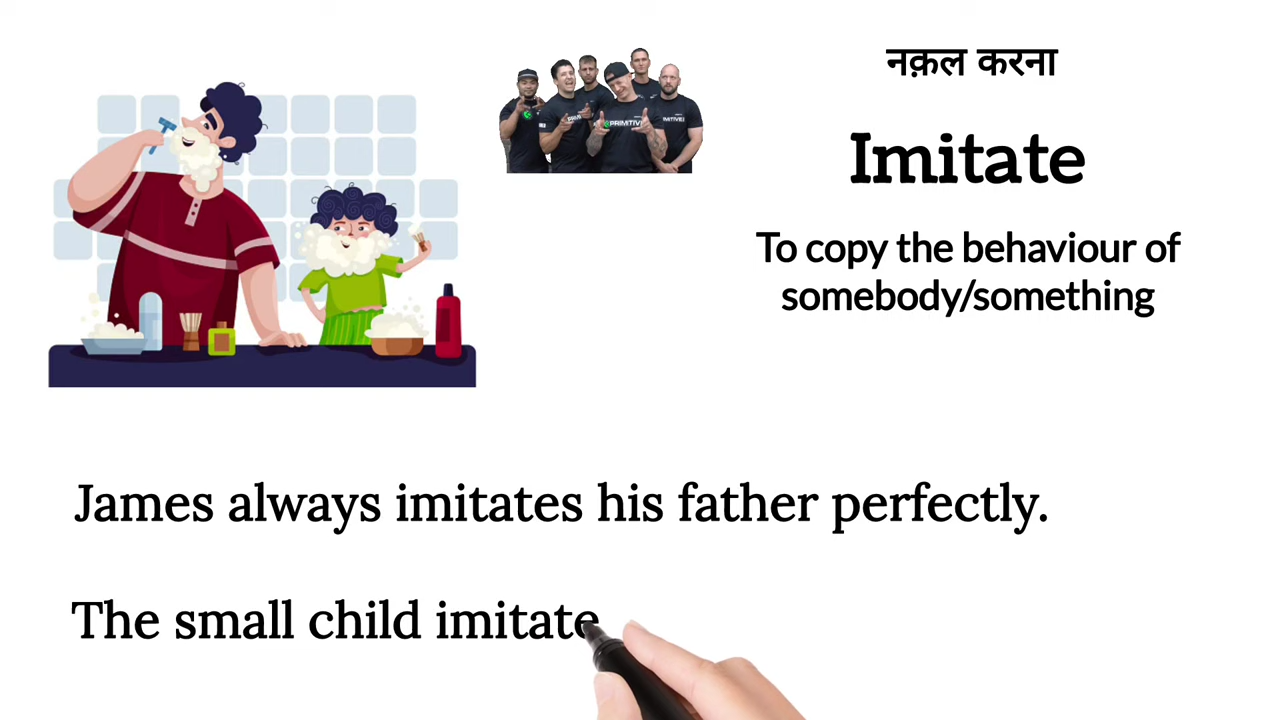 नक़ल करना
Imitate
To copy the behaviour of
somebody/something
PRIMITIVE
James always imitates his father perfectly.
The small child imitate